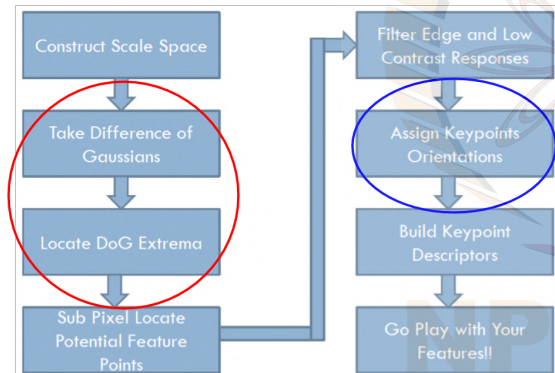 Construct Scale Space
Take Difference of
Gaussians
Locate DoG Extrema
Sub Pixel Locate
Potential Feature
Points
Filter Edge and Low
Contrast Responses
Assign Keypoints
Orientations
Build Keypoint
Descriptors
Go Play with Your
Features!!
NP